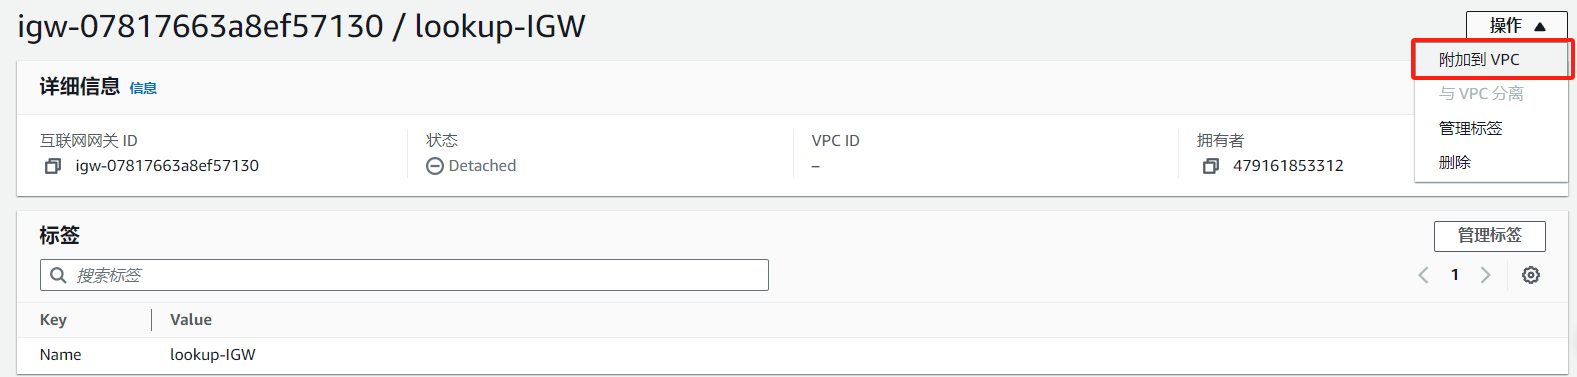 igw-07817663a8ef57130 / lookup-IGW
操作
附加到 VPC
与 VPC 分离
管理标签
删除
详细信息 信息
互联网网关 ID
igw-07817663a8ef57130
状态
Detached
VPC ID
–
拥有者
479161853312
标签
管理标签
搜索标签
1
Key Value
Name lookup-IGW